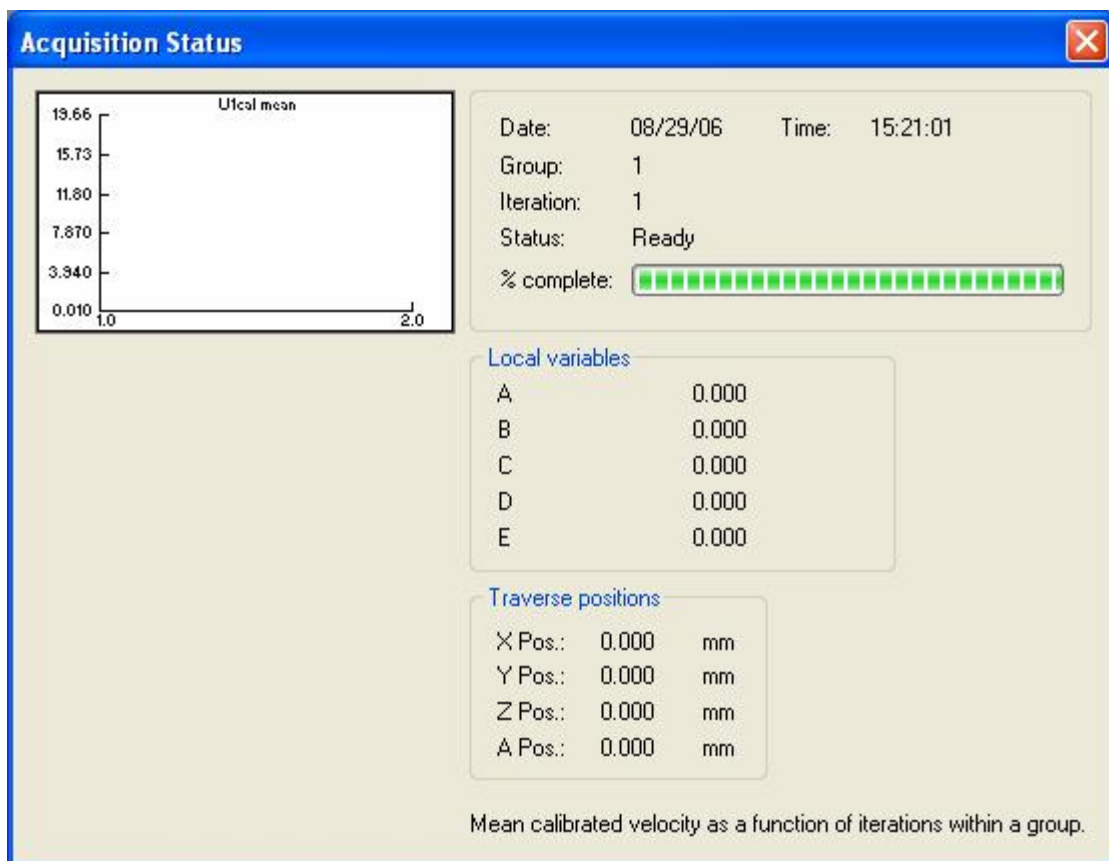 Acquisition Status
U1cal mean
19.66
15.73
11.80
7.870
3.940
0.010
1.0 2.0
Date: 08/29/06 Time: 15:21:01
Group: 1
Iteration: 1
Status: Ready
% complete:
Local variables
A 0.000
B 0.000
C 0.000
D 0.000
E 0.000
Traverse positions
X Pos.: 0.000 mm
Y Pos.: 0.000 mm
Z Pos.: 0.000 mm
A Pos.: 0.000 mm
Mean calibrated velocity as a function of iterations within a group.